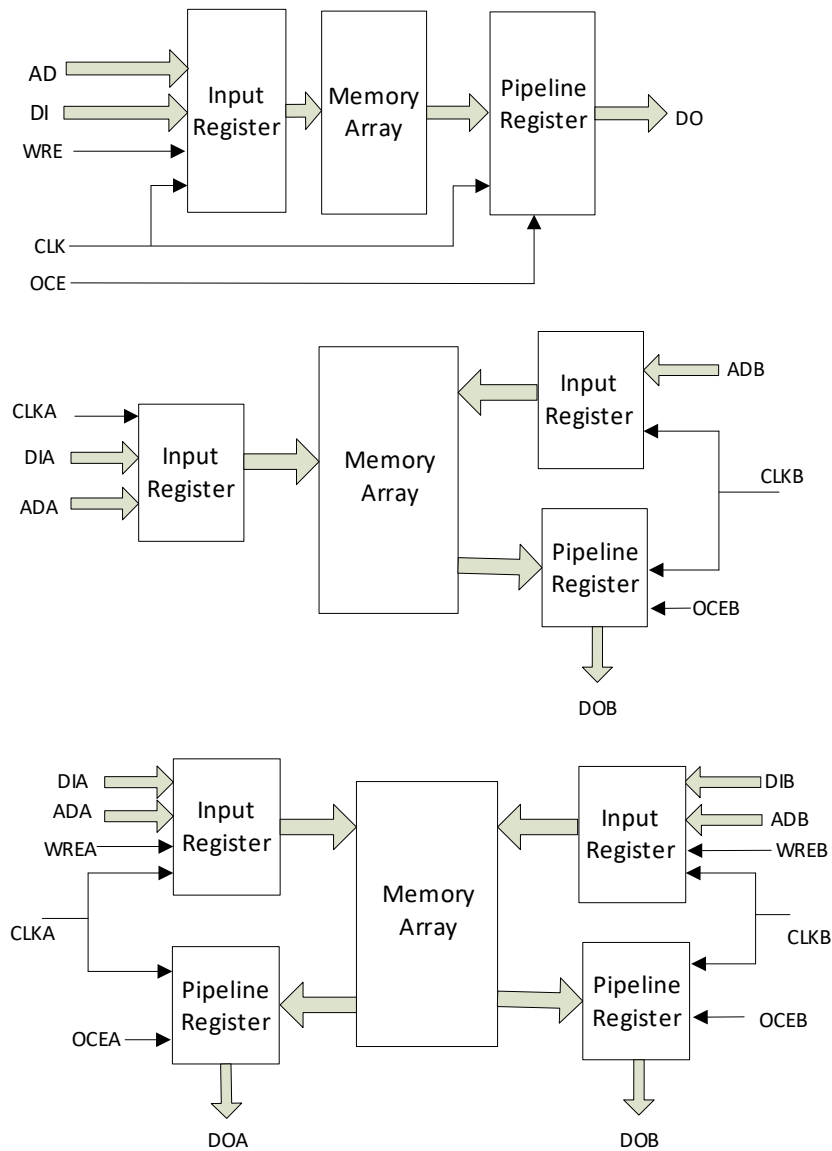 AD
DI
WRE
CLK
OCE
Input
Register
Memory
Array
Pipeline
Register
DO
CLKA
DIA
ADA
Input
Register
Memory
Array
Input
Register
ADB
CLKB
Pipeline
Register
OCEB
DOB
DIA
ADA
WREA
CLKA
OCEA
Input
Register
Pipeline
Register
DOA
Memory
Array
Input
Register
Pipeline
Register
DIB
ADB
WREB
CLKB
OCEB
DOB